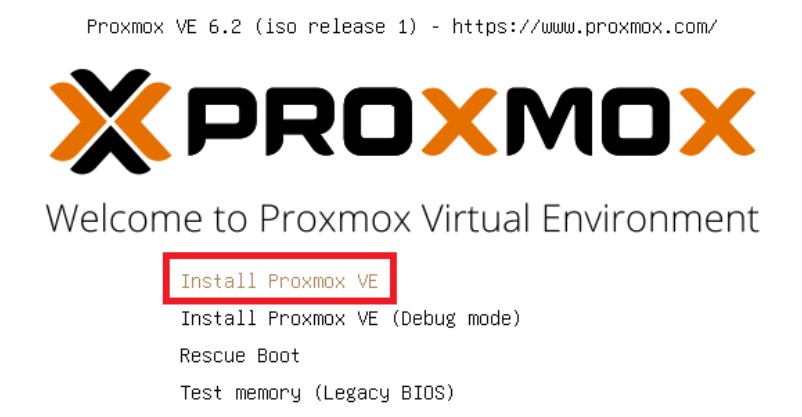 Proxmox VE 6.2 (iso release 1) - https://www.proxmox.com/
PROXMOX
Welcome to Proxmox Virtual Environment
Install Proxmox VE
Install Proxmox VE (Debug mode)
Rescue Boot
Test memory (Legacy BIOS)